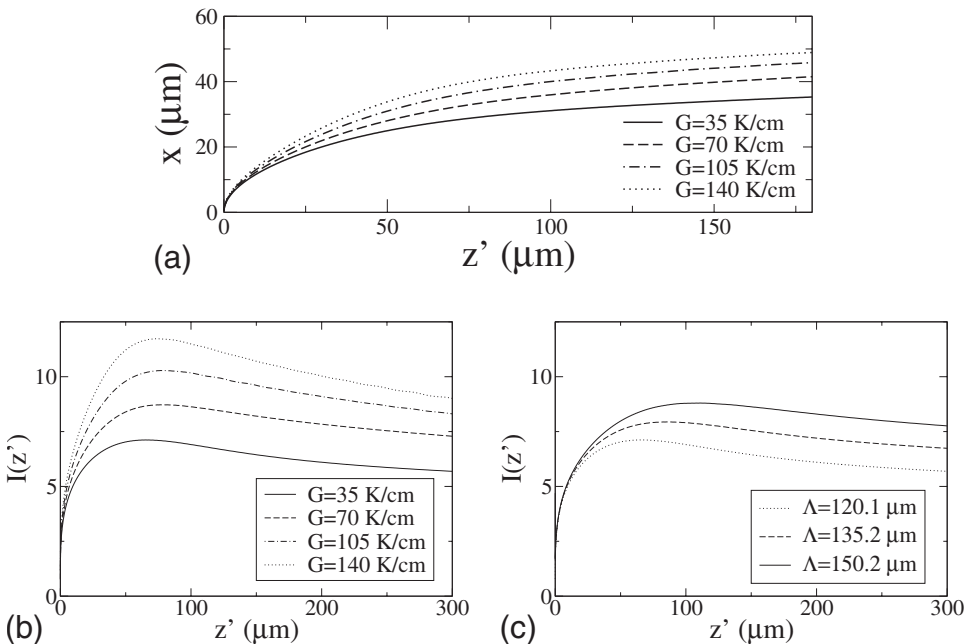 60
40
20
0
x (μm)
0 50 100 150
z' (μm)
G=35 K/cm
G=70 K/cm
G=105 K/cm
G=140 K/cm
(a)
10
5
0
I(z')
0 100 200 300
z' (μm)
G=35 K/cm
G=70 K/cm
G=105 K/cm
G=140 K/cm
(b)
10
5
0
I(z')
0 100 200 300
z' (μm)
Λ=120.1 μm
Λ=135.2 μm
Λ=150.2 μm
(c)